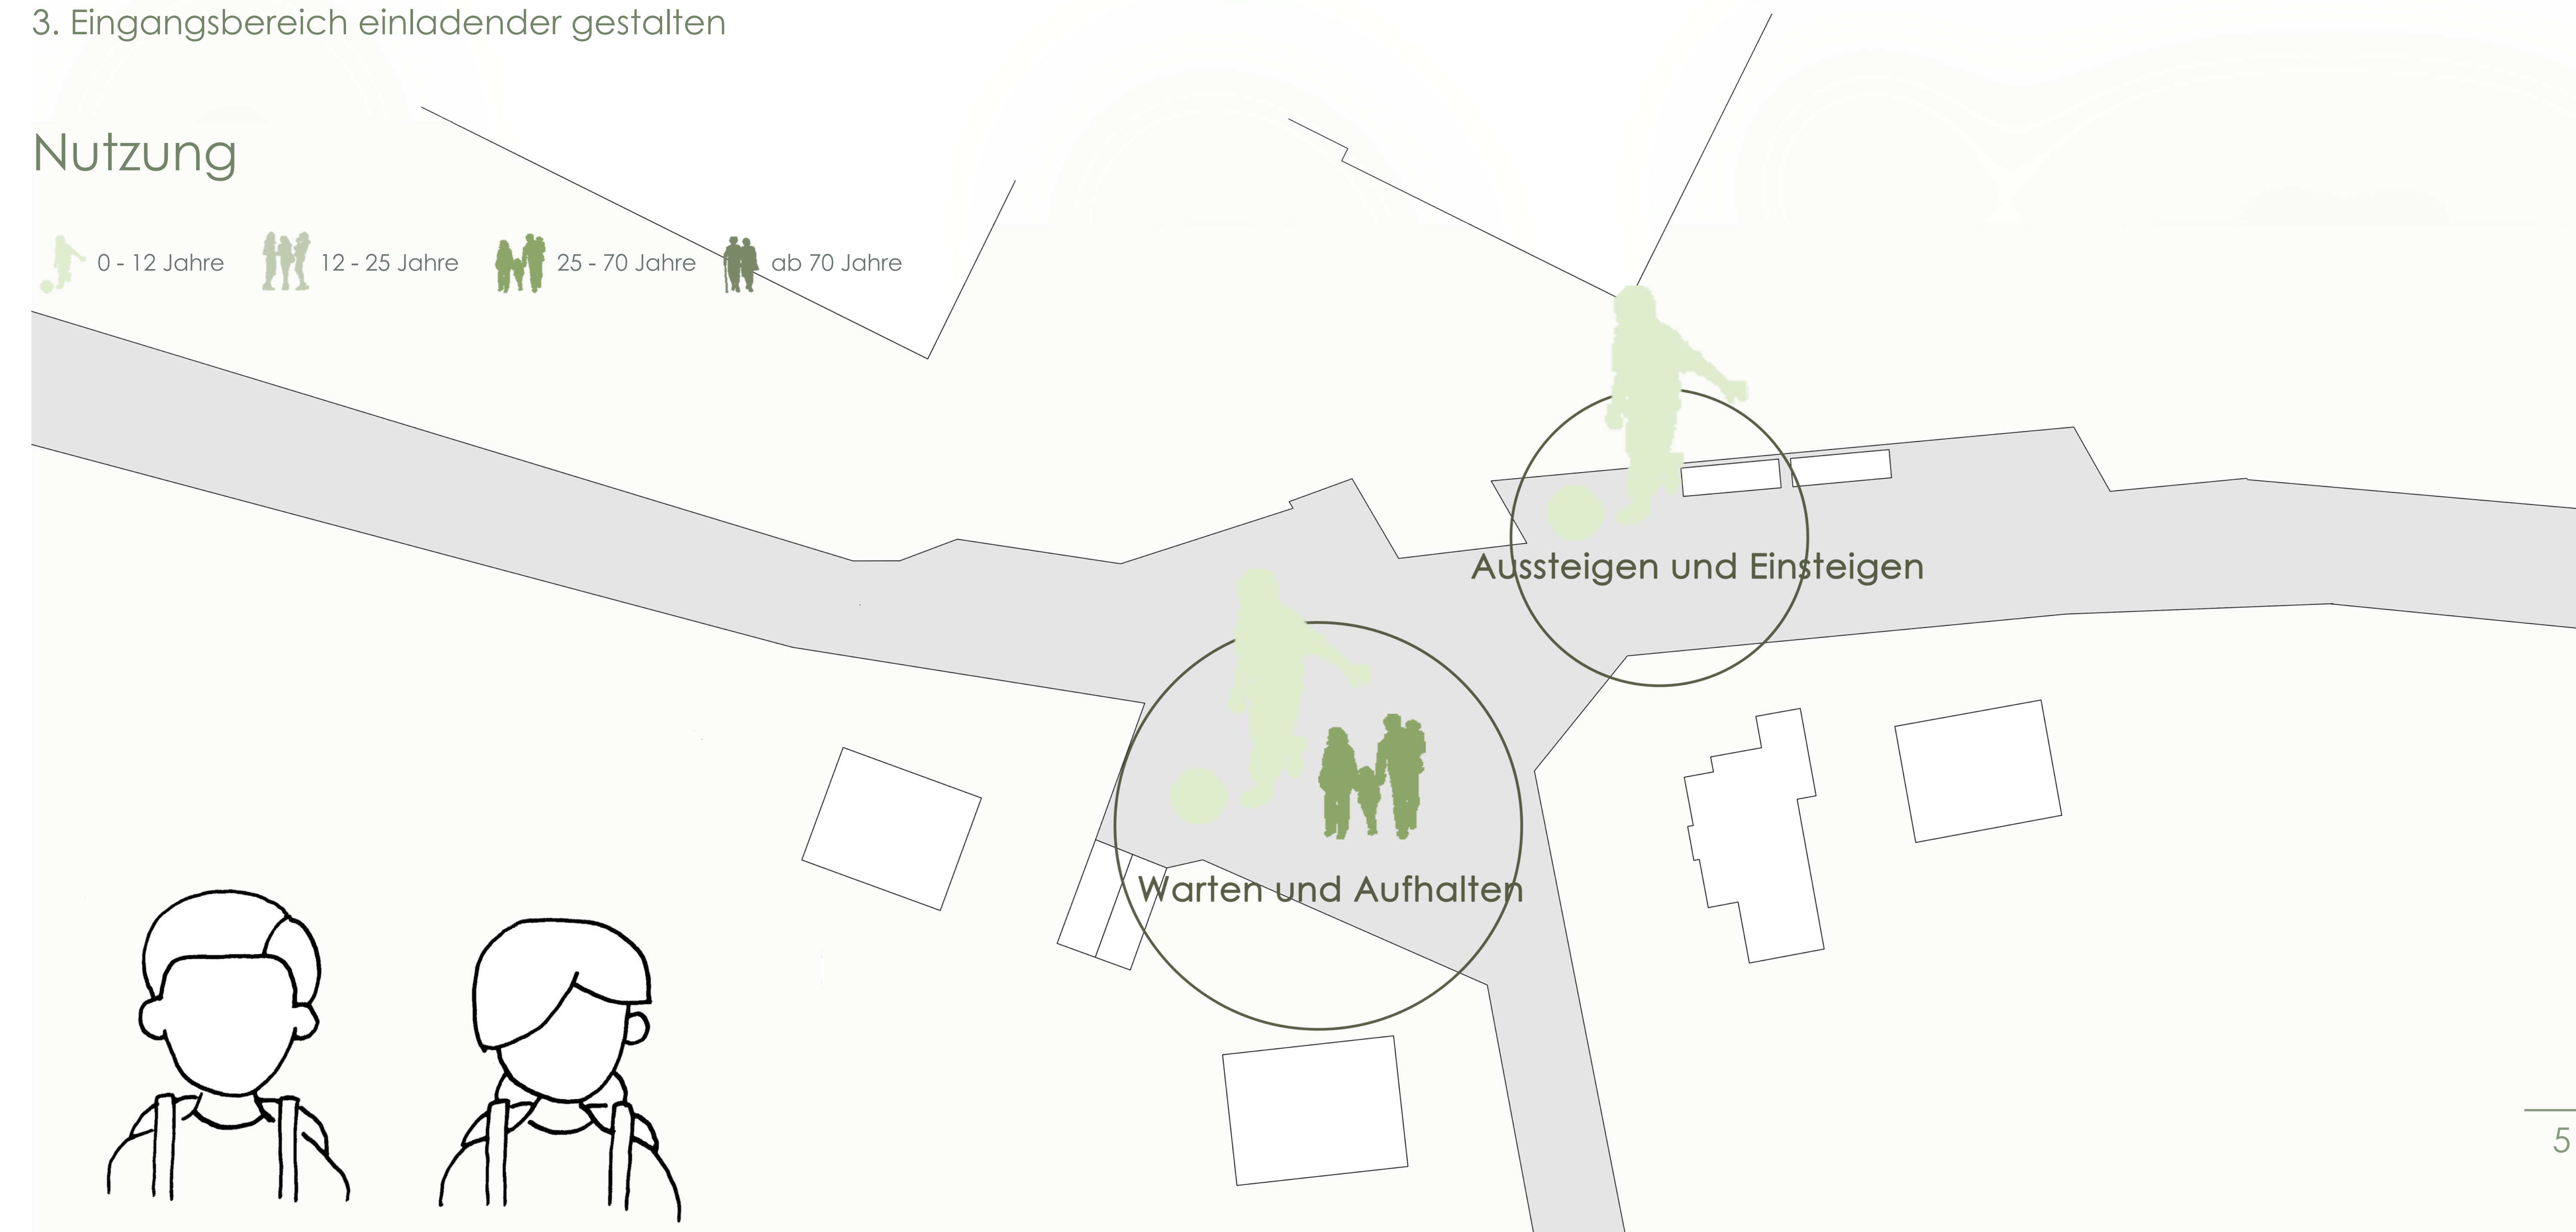 3. Eingangsbereich einladender gestalten
Nutzung
0 - 12 Jahre
12 - 25 Jahre
25 - 70 Jahre
ab 70 Jahre
Aussteigen und Einsteigen
Warten und Aufhalten
5